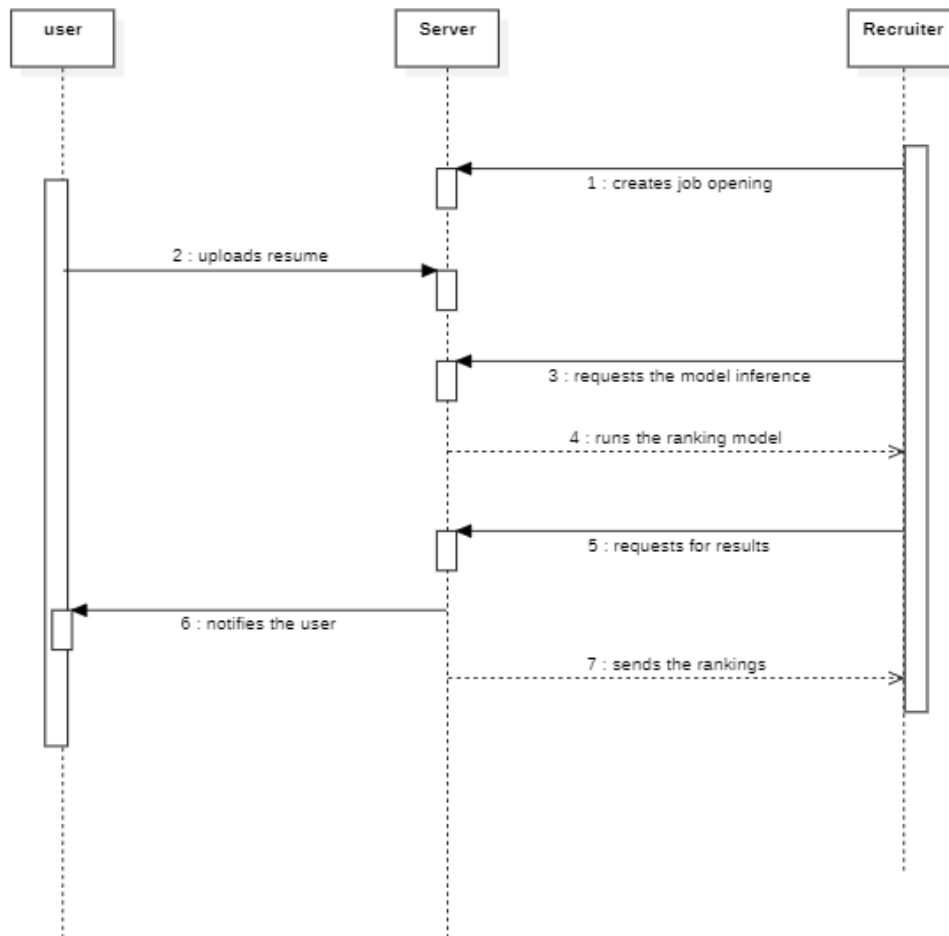 user
Server
Recruiter
1 : creates job opening
2 : uploads resume
3 : requests the model inference
4 : runs the ranking model
5 : requests for results
6 : notifies the user
7 : sends the rankings